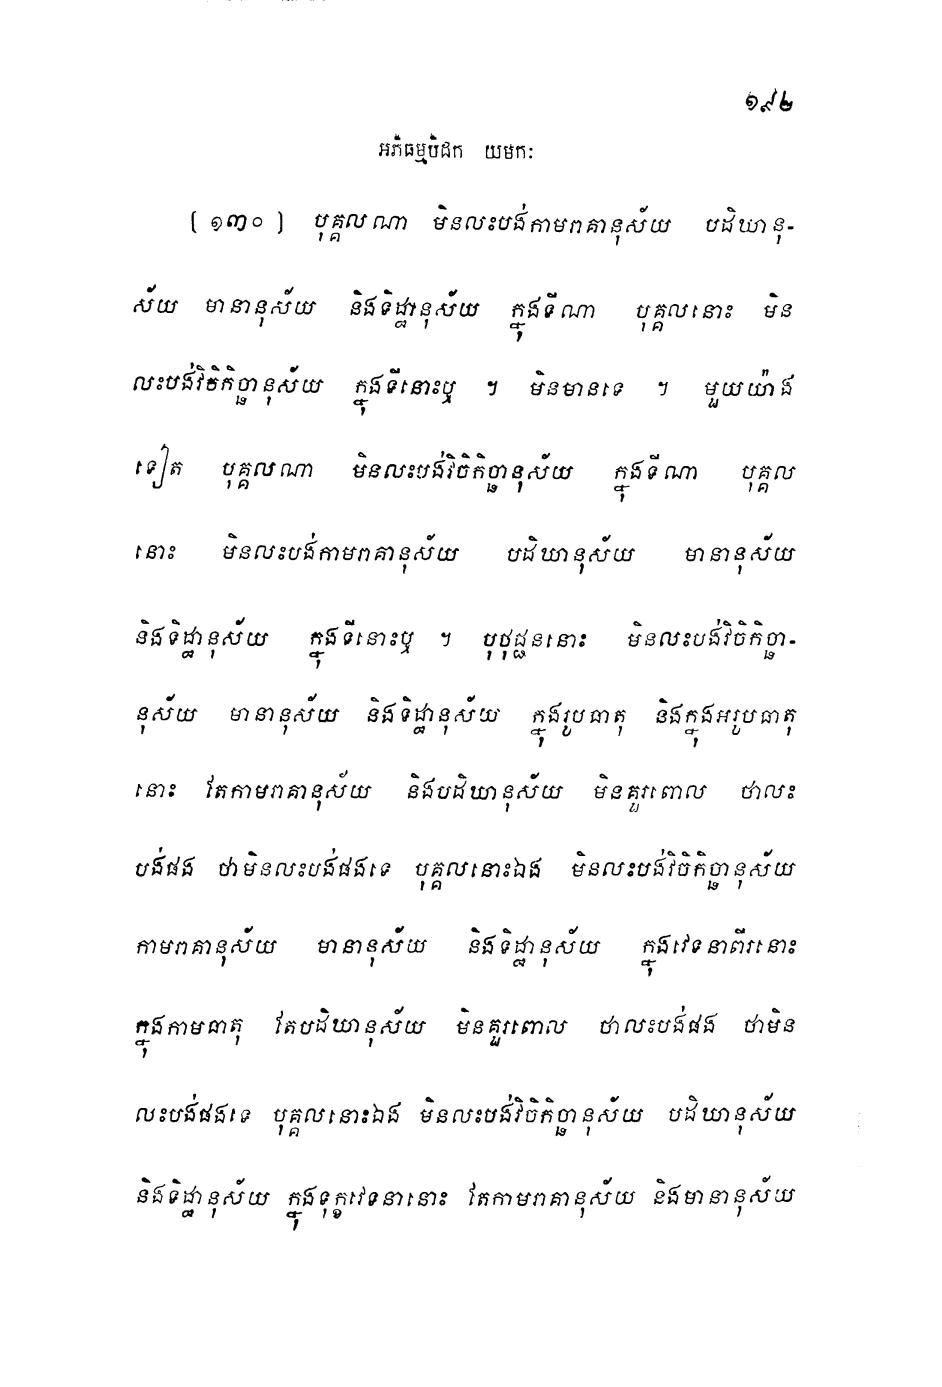 ១៩២
អភិធម្មបិដក យមកៈ
[ ១៣០ ] បុគ្គលណា មិនលះបង់កាមរាគានុស័យ បដិឃានុ-
ស័យ មានានុស័យ និងទិដ្ឋានុស័យ ក្នុងទីណា បុគ្គលនោះ មិន
លះបង់វិចិកិច្ឆានុស័យ ក្នុងទីនោះឬ ។ មិនមានទេ ។ មួយយ៉ាង
ទៀត បុគ្គលណា មិនលះបង់វិចិកិច្ឆានុស័យ ក្នុងទីណា បុគ្គល
នោះ មិនលះបង់កាមរាគានុស័យ បដិឃានុស័យ មានានុស័យ
និងទិដ្ឋានុស័យ ក្នុងទីនោះឬ ។ បុថុជ្ជននោះ មិនលះបង់វិចិកិច្ឆា-
នុស័យ មានានុស័យ និងទិដ្ឋានុស័យ ក្នុងរូបធាតុ និងក្នុងអរូបធាតុ
នោះ តែកាមរាគានុស័យ និងបដិឃានុស័យ មិនគួរពោល ថាលះ
បង់ផង ថាមិនលះបង់ផងទេ បុគ្គលនោះឯង មិនលះបង់វិចិកិច្ឆានុស័យ
កាមរាគានុស័យ មានានុស័យ និងទិដ្ឋានុស័យ ក្នុងវេទនាពីរនោះ
ក្នុងកាមធាតុ តែបដិឃានុស័យ មិនគួរពោល ថាលះបង់ផង ថាមិន
លះបង់ផងទេ បុគ្គលនោះឯង មិនលះបង់វិចិកិច្ឆានុស័យ បដិឃានុស័យ
និងទិដ្ឋានុស័យ ក្នុងទុក្ខវេទនានោះ តែកាមរាគានុស័យ និងមានានុស័យ